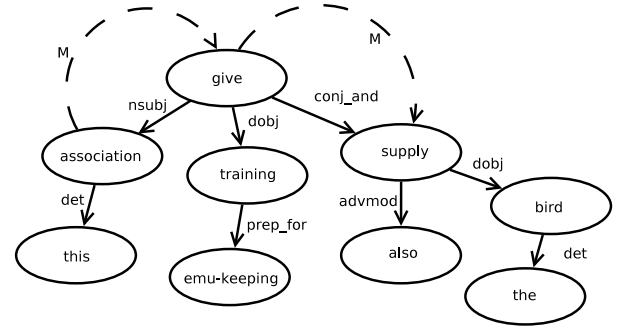 M
M
give
nsubj
dobj
conj_and
association
training
supply
dobj
det
prep_for
advmod
bird
this
emu-keeping
also
det
the